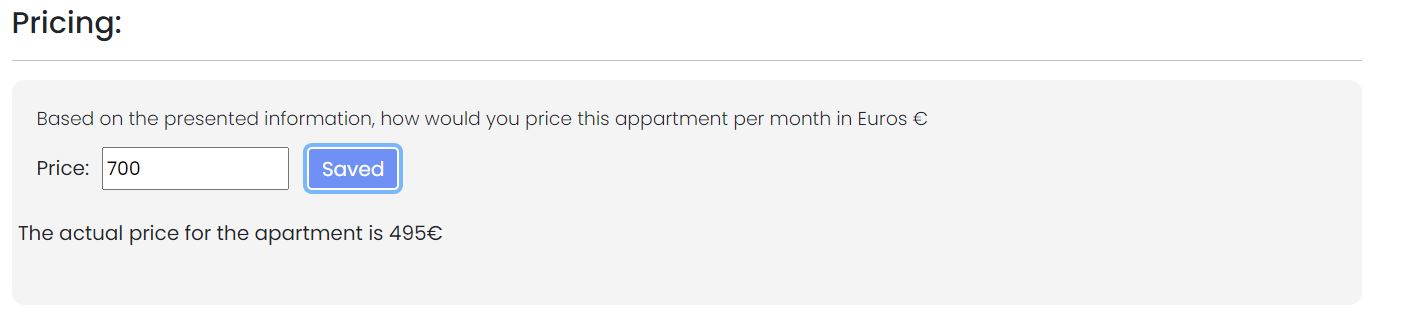 Pricing:
Based on the presented information, how would you price this appartment per month in Euros €
Price: 700 Saved
The actual price for the apartment is 495€